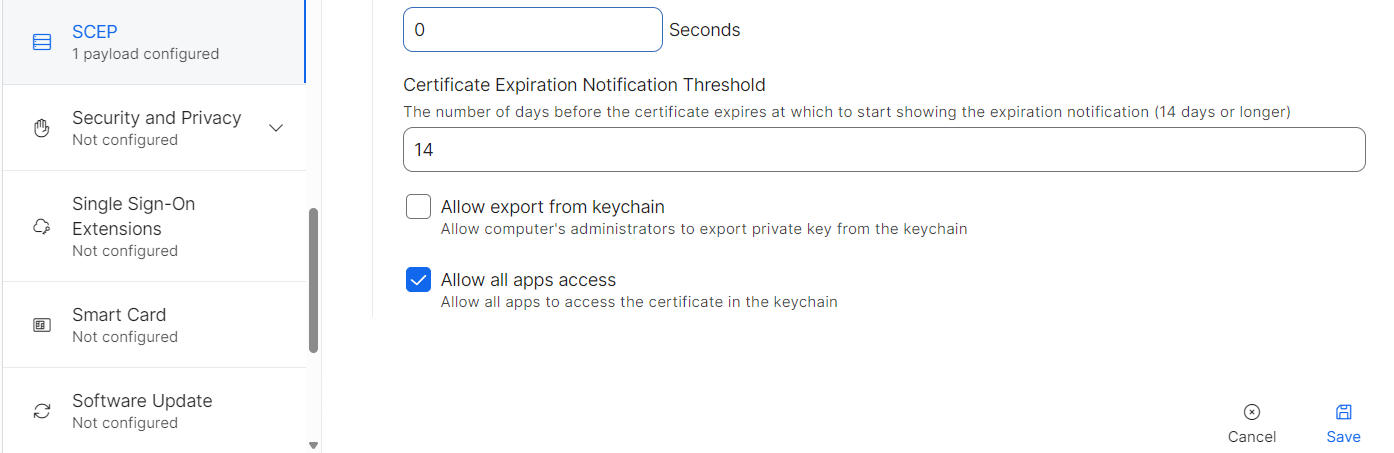 SCEP
1 payload configured
Security and Privacy
Not configured
Single Sign-On
Extensions
Not configured
Smart Card
Not configured
Software Update
Not configured
0 Seconds
Certificate Expiration Notification Threshold
The number of days before the certificate expires at which to start showing the expiration notification (14 days or longer)
14
Allow export from keychain
Allow computer's administrators to export private key from the keychain
Allow all apps access
Allow all apps to access the certificate in the keychain
Cancel Save